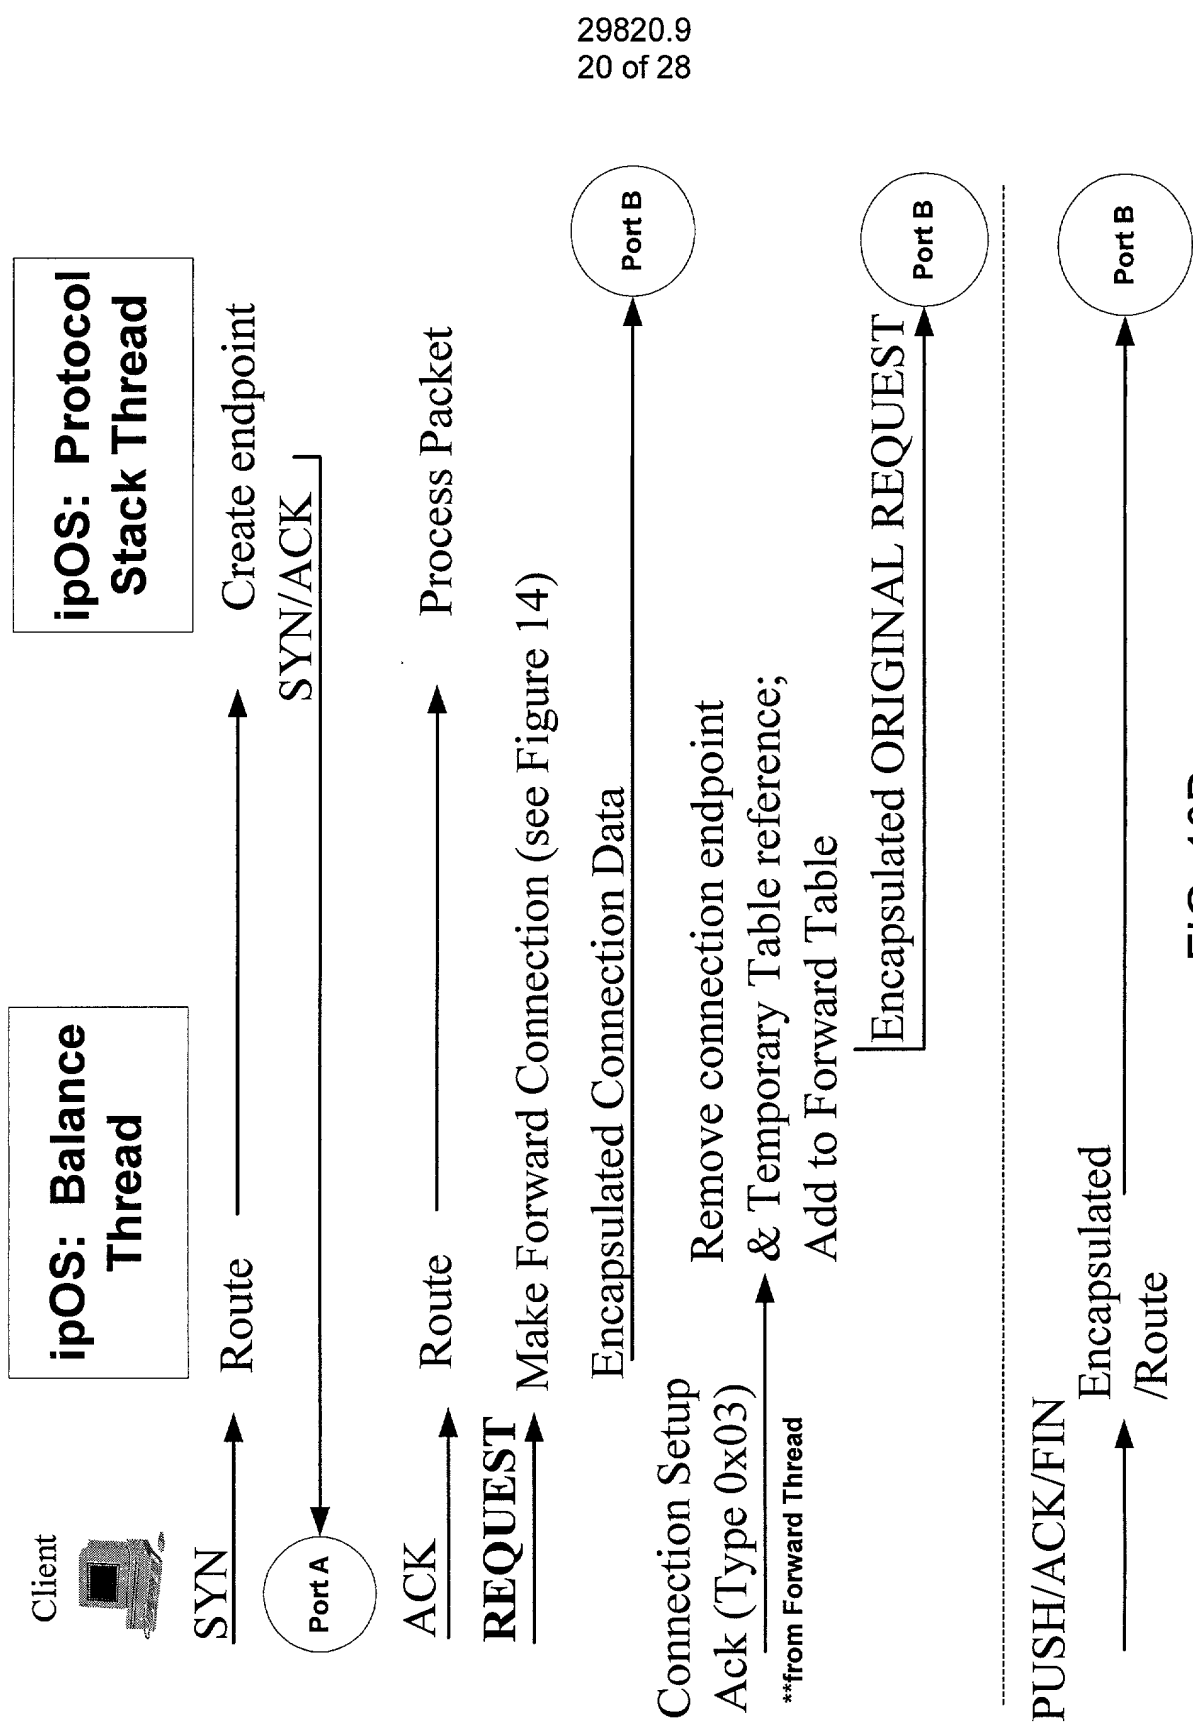 29820.9
20 of 28
Client
ipOS: Balance
Thread
ipOS: Protocol
Stack Thread
SYN
Route
Create endpoint
SYN/ACK
Port A
ACK
Route
Process Packet
REQUEST
Make Forward Connection (see Figure 14)
Encapsulated Connection Data
Port B
Connection Setup
Ack (Type 0x03)
**from Forward Thread
Remove connection endpoint
& Temporary Table reference;
Add to Forward Table
Encapsulated ORIGINAL REQUEST
Port B
PUSH/ACK/FIN
Encapsulated
/Route
Port B